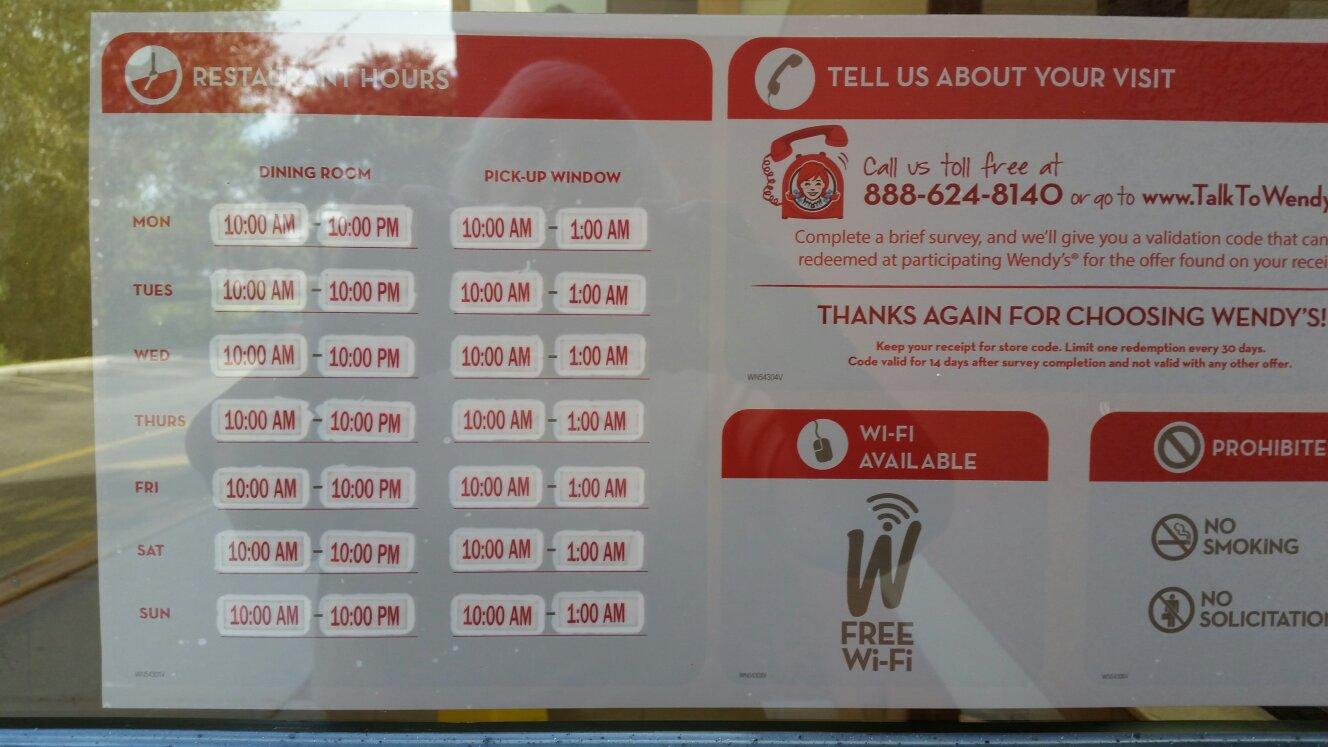 RESTAURANT HOURS
DINING ROOM PICK-UP WINDOW
MON 10:00 AM - 10:00 PM 10:00 AM - 1:00 AM
TUES 10:00 AM - 10:00 PM 10:00 AM - 1:00 AM
WED 10:00 AM - 10:00 PM 10:00 AM - 1:00 AM
THURS 10:00 AM - 10:00 PM 10:00 AM - 1:00 AM
FRI 10:00 AM - 10:00 PM 10:00 AM - 1:00 AM
SAT 10:00 AM - 10:00 PM 10:00 AM - 1:00 AM
SUN 10:00 AM - 10:00 PM 10:00 AM - 1:00 AM
TELL US ABOUT YOUR VISIT
Call us toll free at
888-624-8140 or go to www.TalkToWendy
Complete a brief survey, and we'll give you a validation code that can
redeemed at participating Wendy's® for the offer found on your recei
THANKS AGAIN FOR CHOOSING WENDY'S!
Keep your receipt for store code. Limit one redemption every 30 days.
Code valid for 14 days after survey completion and not valid with any other offer.
WN54304V
WI-FI
AVAILABLE
W
FREE
Wi-Fi
PROHIBITE
NO
SMOKING
NO
SOLICITATION